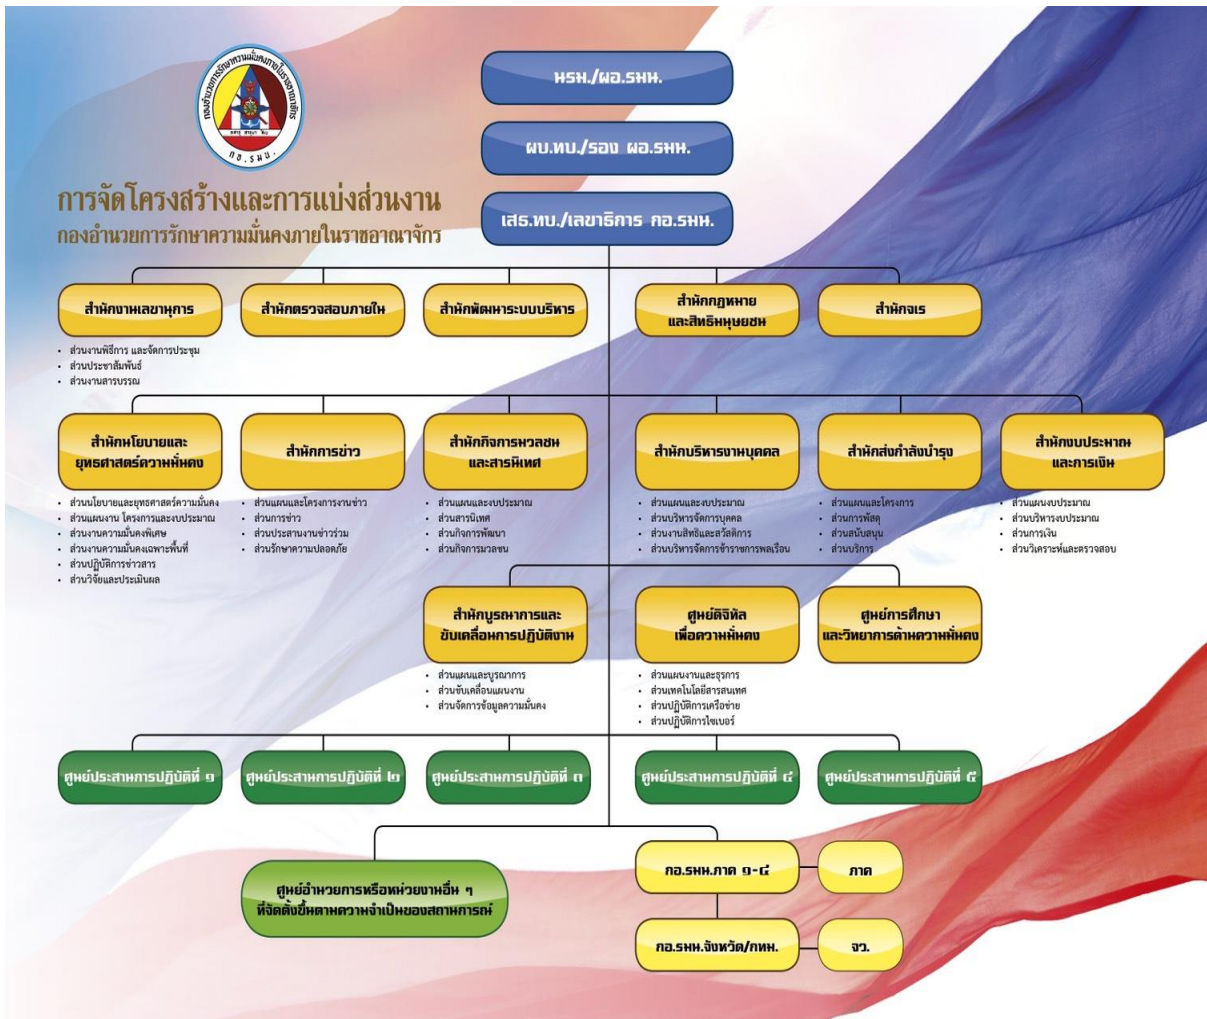 กองอำนวยการรักษาความมั่นคงภายในราชอาณาจักร
กอ.รมน.
การจัดโครงสร้างและการแบ่งส่วนงาน
กองอำนวยการรักษาความมั่นคงภายในราชอาณาจักร
นรม./ผอ.รมน.
ผบ.ทบ./รอง ผอ.รมน.
เสธ.ทบ./เลขาธิการ กอ.รมน.
สำนักงานเลขานุการ
• ส่วนงานพิธีการ และจัดการประชุม
• ส่วนประชาสัมพันธ์
• ส่วนงานสารบรรณ
สำนักตรวจสอบภายใน
สำนักพัฒนาระบบบริหาร
สำนักกฎหมาย
และสิทธิมนุษยชน
สำนักจเร
สำนักนโยบายและ
ยุทธศาสตร์ความมั่นคง
• ส่วนนโยบายและยุทธศาสตร์ความมั่นคง
• ส่วนแผนงาน โครงการและงบประมาณ
• ส่วนงานความมั่นคงพิเศษ
• ส่วนงานความมั่นคงเฉพาะพื้นที่
• ส่วนปฏิบัติการข่าวสาร
• ส่วนวิจัยและประเมินผล
สำนักการข่าว
• ส่วนแผนและโครงการงานข่าว
• ส่วนการข่าว
• ส่วนประสานงานข่าวร่วม
• ส่วนรักษาความปลอดภัย
สำนักกิจการมวลชน
และสารนิเทศ
• ส่วนแผนและงบประมาณ
• ส่วนสารนิเทศ
• ส่วนกิจการพัฒนา
• ส่วนกิจการมวลชน
สำนักบริหารงานบุคคล
• ส่วนแผนและงบประมาณ
• ส่วนบริหารจัดการบุคคล
• ส่วนงานสิทธิและสวัสดิการ
• ส่วนบริหารจัดการข้าราชการพลเรือน
สำนักส่งกำลังบำรุง
• ส่วนแผนและโครงการ
• ส่วนการพัสดุ
• ส่วนสนับสนุน
• ส่วนบริการ
สำนักงบประมาณ
และการเงิน
• ส่วนแผนงบประมาณ
• ส่วนบริหารงบประมาณ
• ส่วนการเงิน
• ส่วนวิเคราะห์และตรวจสอบ
สำนักบูรณาการและ
ขับเคลื่อนการปฏิบัติงาน
• ส่วนแผนและบูรณาการ
• ส่วนขับเคลื่อนแผนงาน
• ส่วนจัดการข้อมูลความมั่นคง
ศูนย์ดิจิทัล
เพื่อความมั่นคง
• ส่วนแผนงานและธุรการ
• ส่วนเทคโนโลยีสารสนเทศ
• ส่วนปฏิบัติการเครือข่าย
• ส่วนปฏิบัติการไซเบอร์
ศูนย์การศึกษา
และวิทยาการด้านความมั่นคง
ศูนย์ประสานการปฏิบัติที่ ๑
ศูนย์ประสานการปฏิบัติที่ ๒
ศูนย์ประสานการปฏิบัติที่ ๓
ศูนย์ประสานการปฏิบัติที่ ๔
ศูนย์ประสานการปฏิบัติที่ ๕
ศูนย์อำนวยการหรือหน่วยงานอื่น ๆ
ที่จัดตั้งขึ้นตามความจำเป็นของสถานการณ์
กอ.รมน.ภาค ๑-๔
ภาค
กอ.รมน.จังหวัด/กทม.
จว.